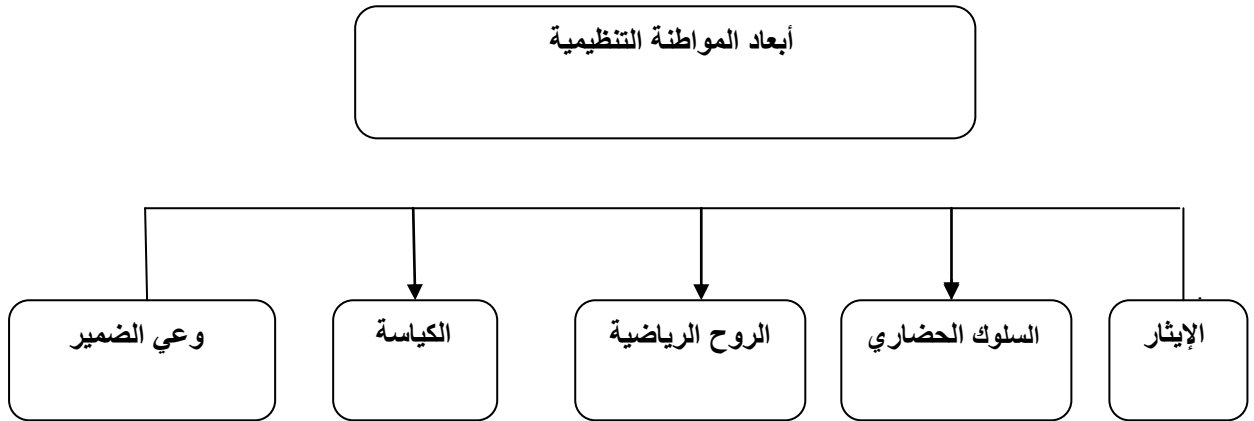 أبعاد المواطنة التنظيمية
الإيثار
السلوك الحضاري
الروح الرياضية
الكياسة
وعي الضمير